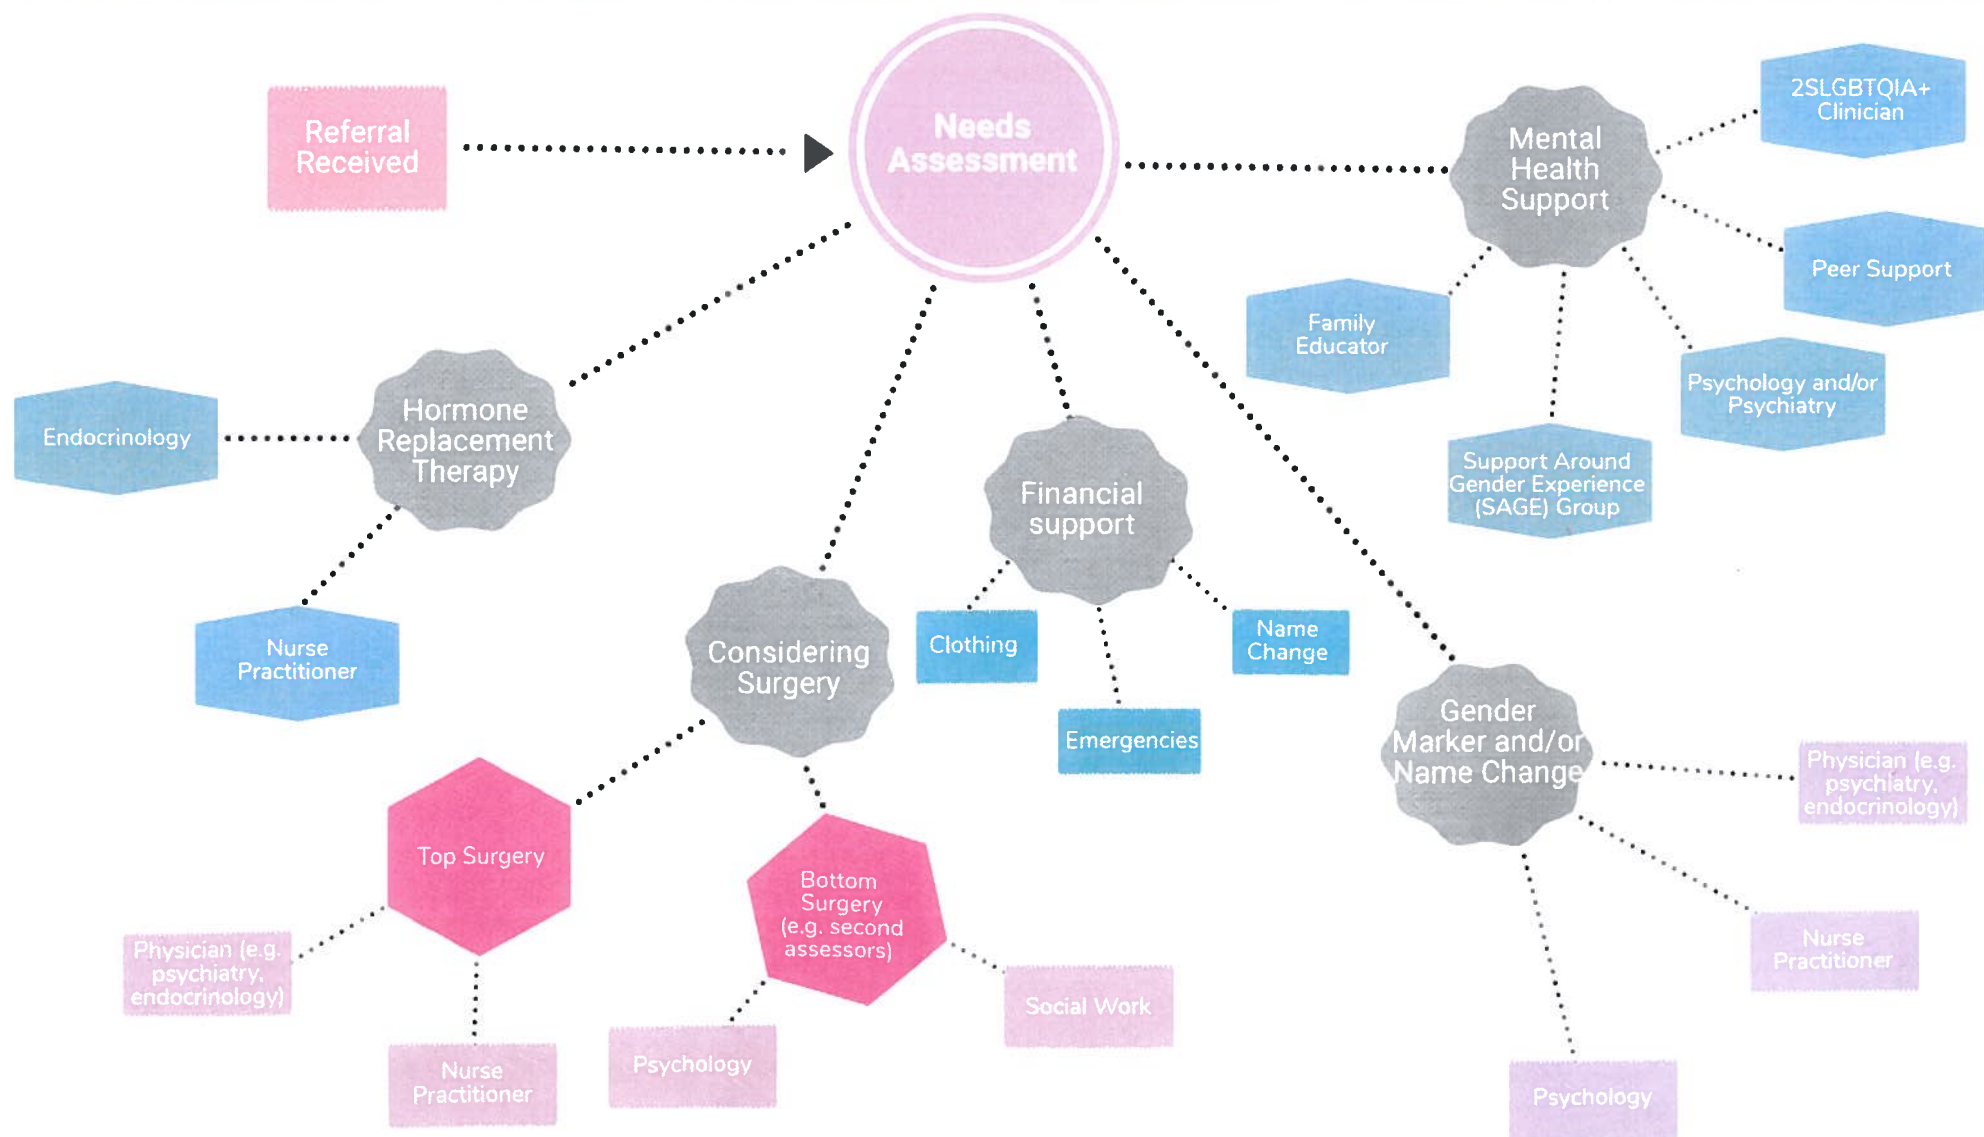 Referral
Received
Needs
Assessment
Mental
Health
Support
2SLGBTQIA+
Clinician
Peer Support
Family
Educator
Psychology and/or
Psychiatry
Support Around
Gender Experience
(SAGE) Group
Hormone
Replacement
Therapy
Endocrinology
Nurse
Practitioner
Financial
support
Clothing
Name
Change
Emergencies
Considering
Surgery
Gender
Marker and/or
Name Change
Physician (e.g.
psychiatry,
endocrinology)
Nurse
Practitioner
Psychology
Top Surgery
Bottom
Surgery
(e.g. second
assessors)
Physician (e.g.
psychiatry,
endocrinology)
Nurse
Practitioner
Psychology
Social Work